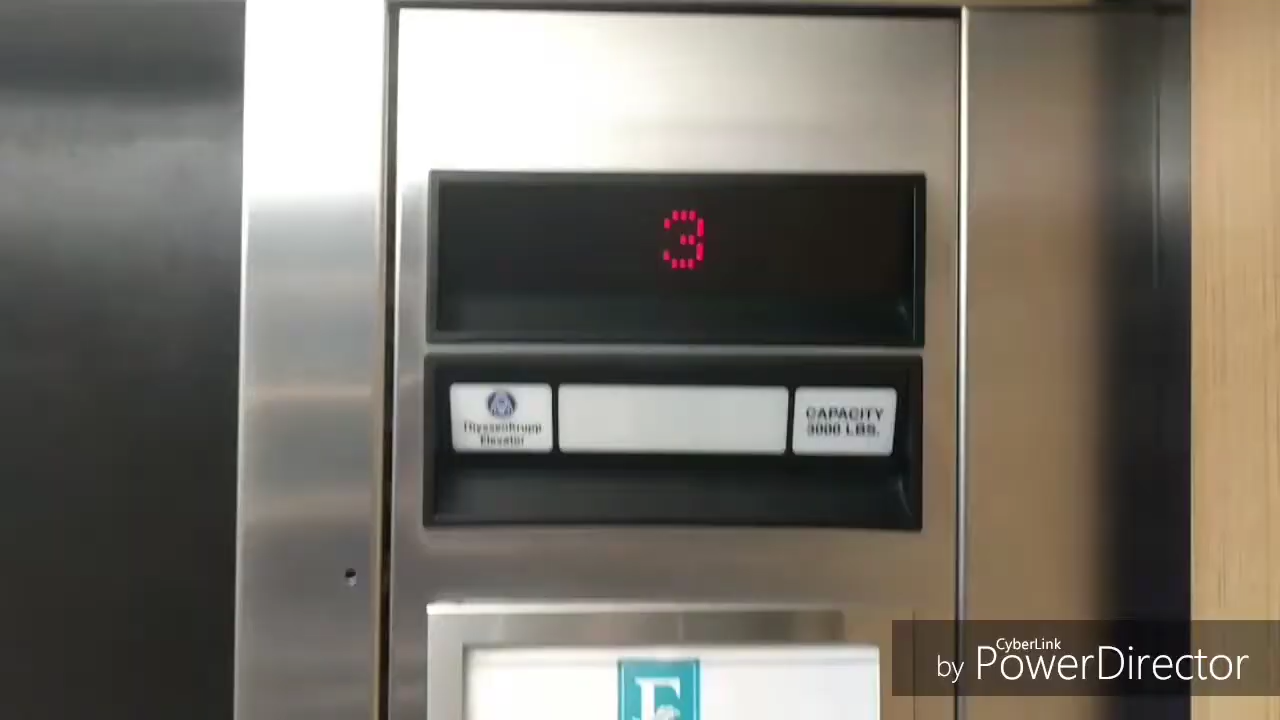 3
ThyssenKrupp
Elevator
CAPACITY
3000 LBS.
E
CyberLink
by PowerDirector